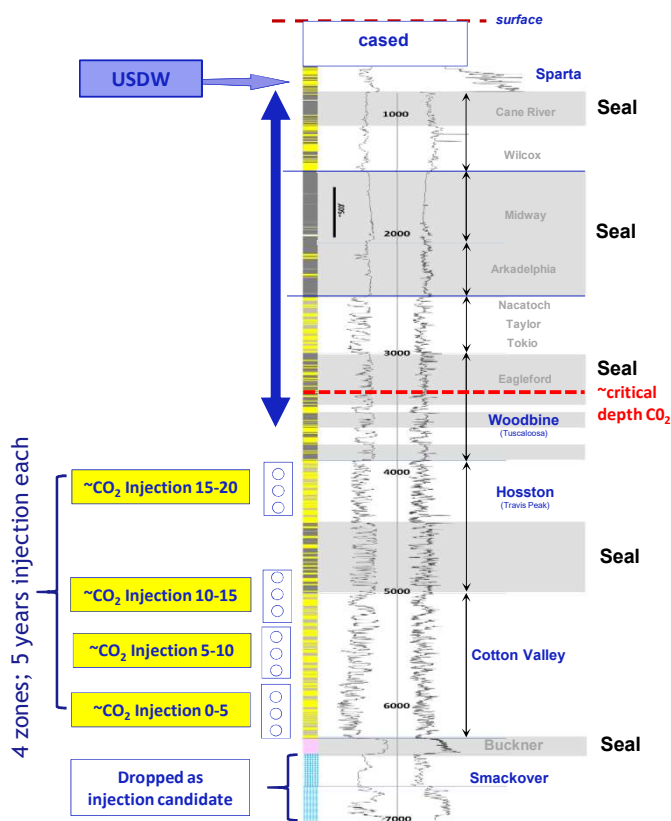 surface
cased
USDW
Sparta
1000
Cane River
Seal
Wilcox
~500'
Midway
2000
Seal
Arkadelphia
Nacatoch
Taylor
Tokio
3000
Seal
Eagleford
~critical
depth C0₂
Woodbine
(Tuscaloosa)
4 zones; 5 years injection each
~CO₂ Injection 15-20
4000
Hosston
(Travis Peak)
Seal
5000
~CO₂ Injection 10-15
~CO₂ Injection 5-10
Cotton Valley
~CO₂ Injection 0-5
6000
Buckner
Seal
Dropped as
injection candidate
Smackover
7000